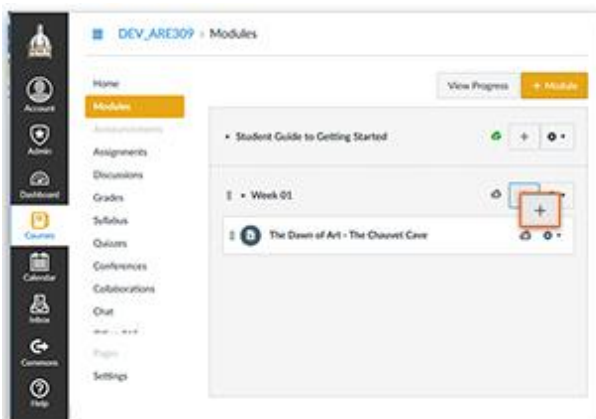 DEV_ARE309 › Modules
Account
Admin
Dashboard
Courses
Calendar
Inbox
Commons
Help
Home
Modules
Announcements
Assignments
Discussions
Grades
Syllabus
Quizzes
Conferences
Collaborations
Chat
Pages
Settings
View Progress
+ Module
Student Guide to Getting Started
Week 01
The Dawn of Art - The Chauvet Cave